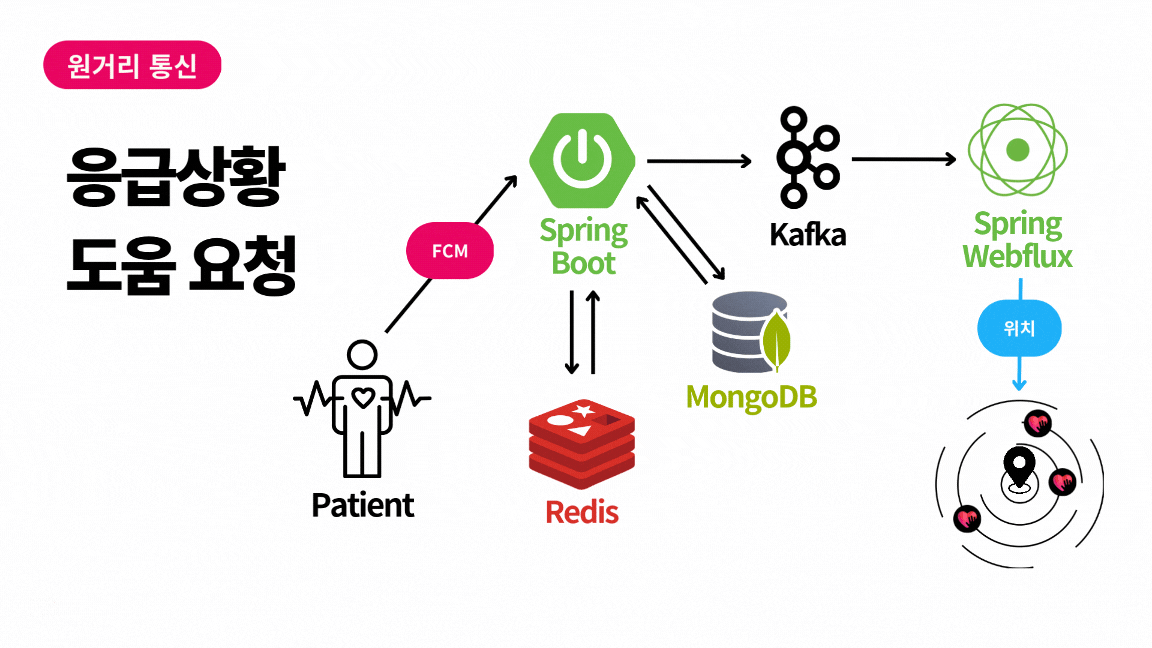 원거리 통신
응급상황
도움 요청
FCM
Patient
Spring
Boot
Redis
MongoDB
Kafka
Spring
Webflux
위치